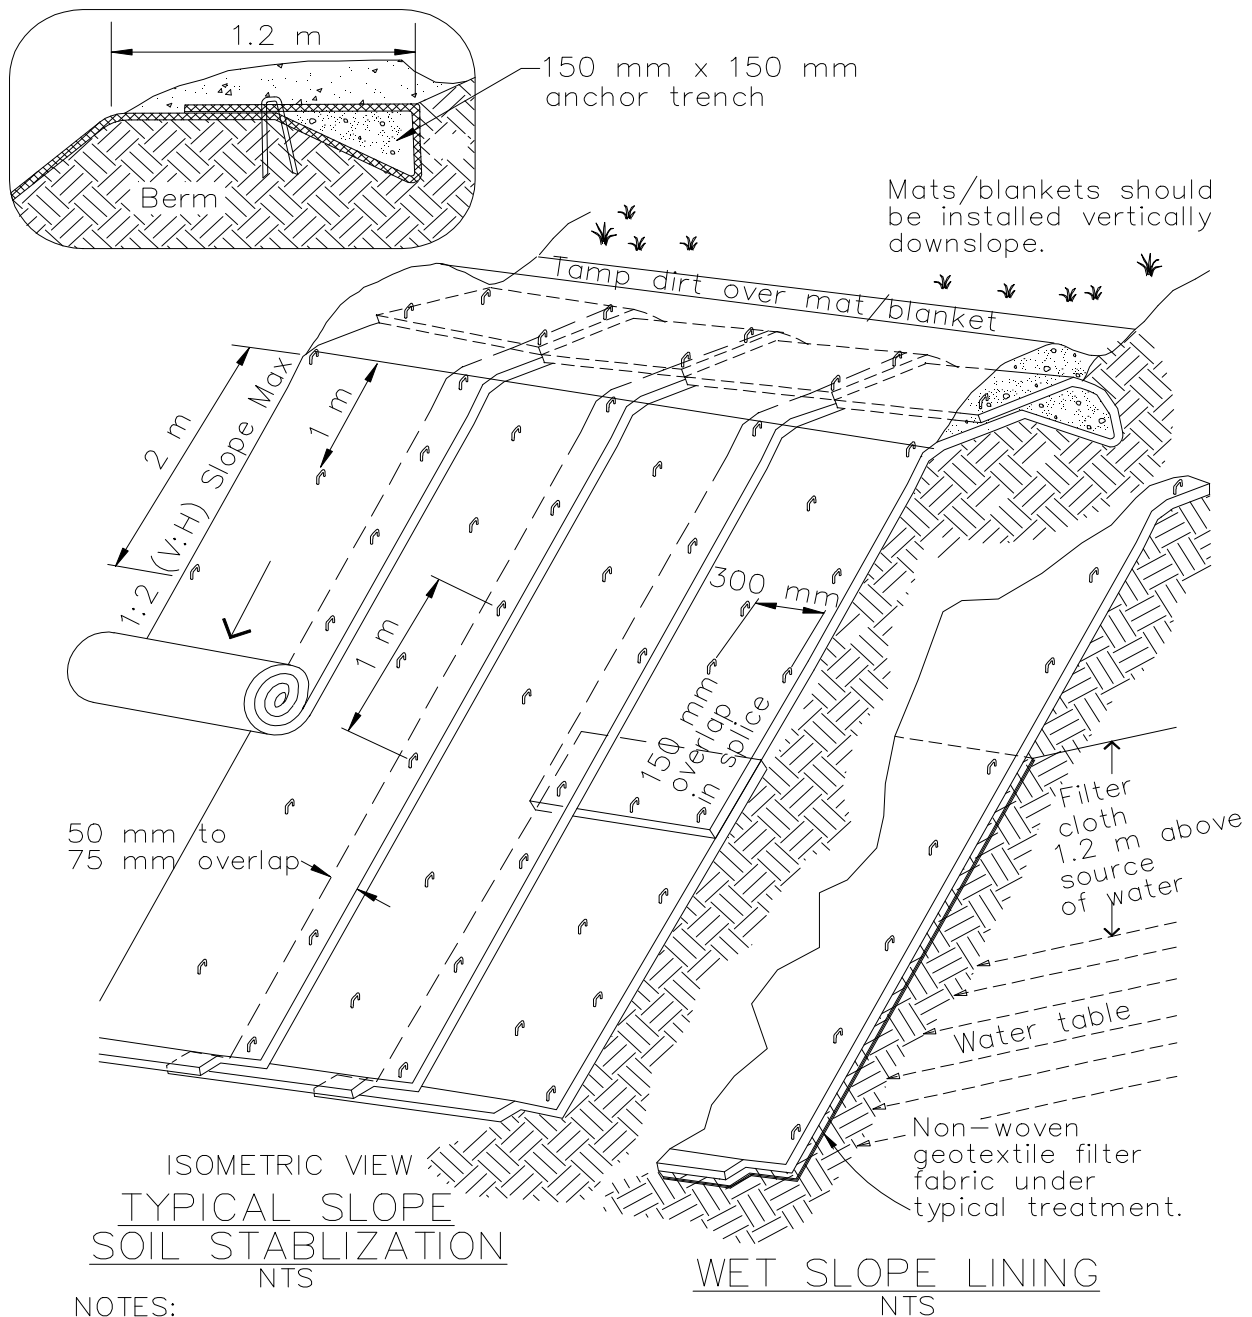 1.2 m
150 mm x 150 mm
anchor trench
Berm
Mats/blankets should
be installed vertically
downslope.
Tamp dirt over mat/blanket
2 m
1:2 (V:H) Slope Max
1 m
300 mm
1 m
150 mm
overlap
in splice
50 mm to
75 mm overlap
Filter
cloth
1.2 m above
source
of water
Water table
Non-woven
geotextile filter
fabric under
typical treatment.
ISOMETRIC VIEW
TYPICAL SLOPE
SOIL STABLIZATION
NTS
WET SLOPE LINING
NTS
NOTES: